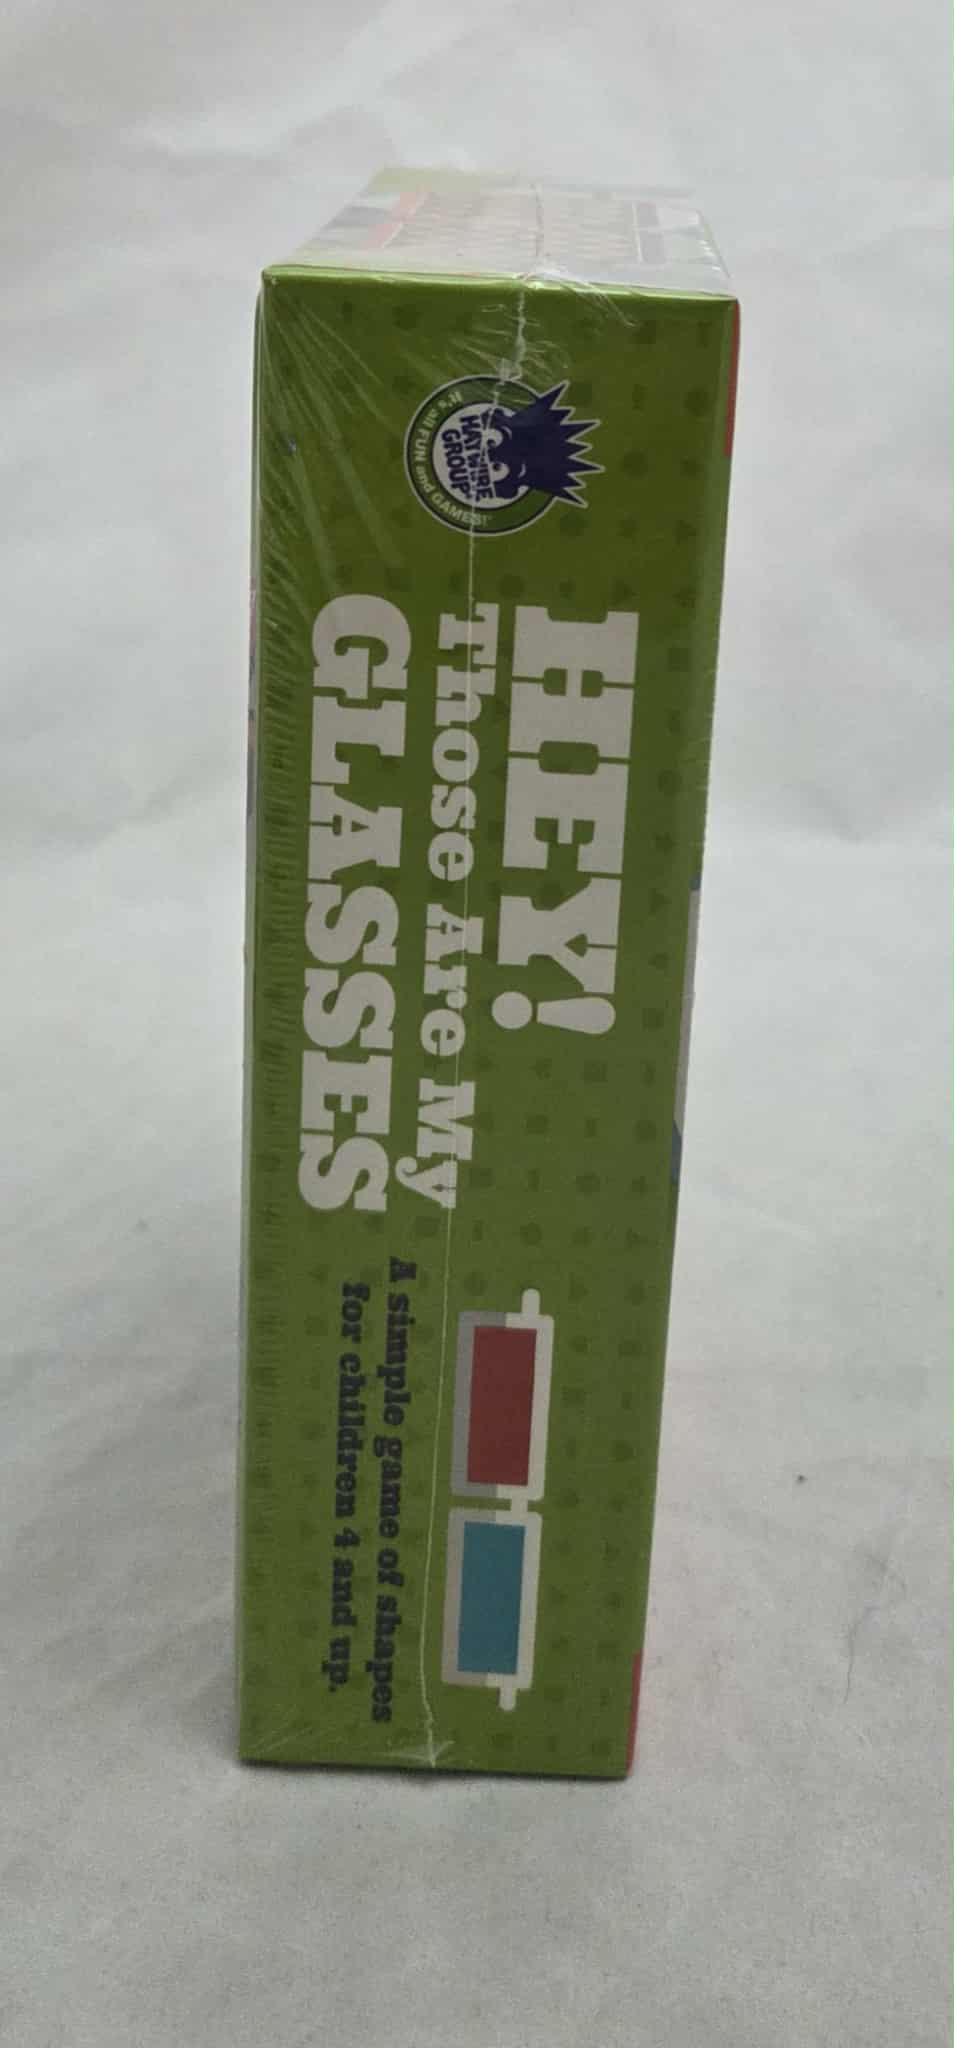 It's all FUN and GAMES!
HAYWIRE
GROUP
HEY!
Those Are My
GLASSES
A simple game of shapes
for children 4 and up.